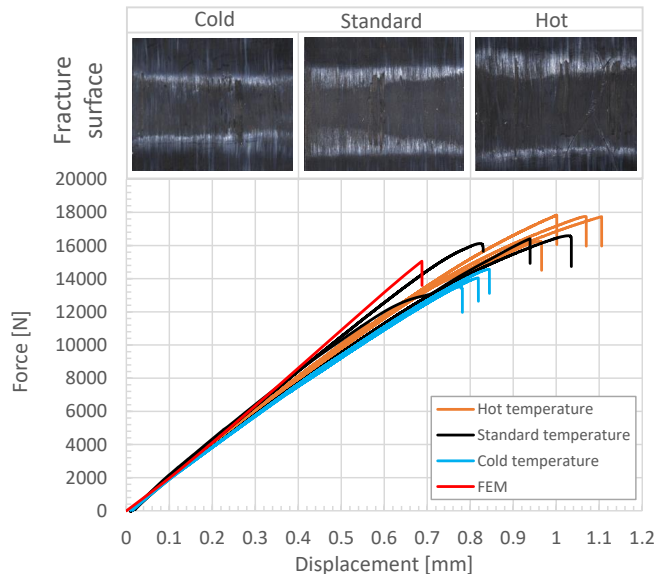 Cold Standard Hot
Fracture
surface
20000
18000
16000
14000
12000
10000
8000
6000
4000
2000
0
Force [N]
Hot temperature
Standard temperature
Cold temperature
FEM
0 0.1 0.2 0.3 0.4 0.5 0.6 0.7 0.8 0.9 1 1.1 1.2
Displacement [mm]